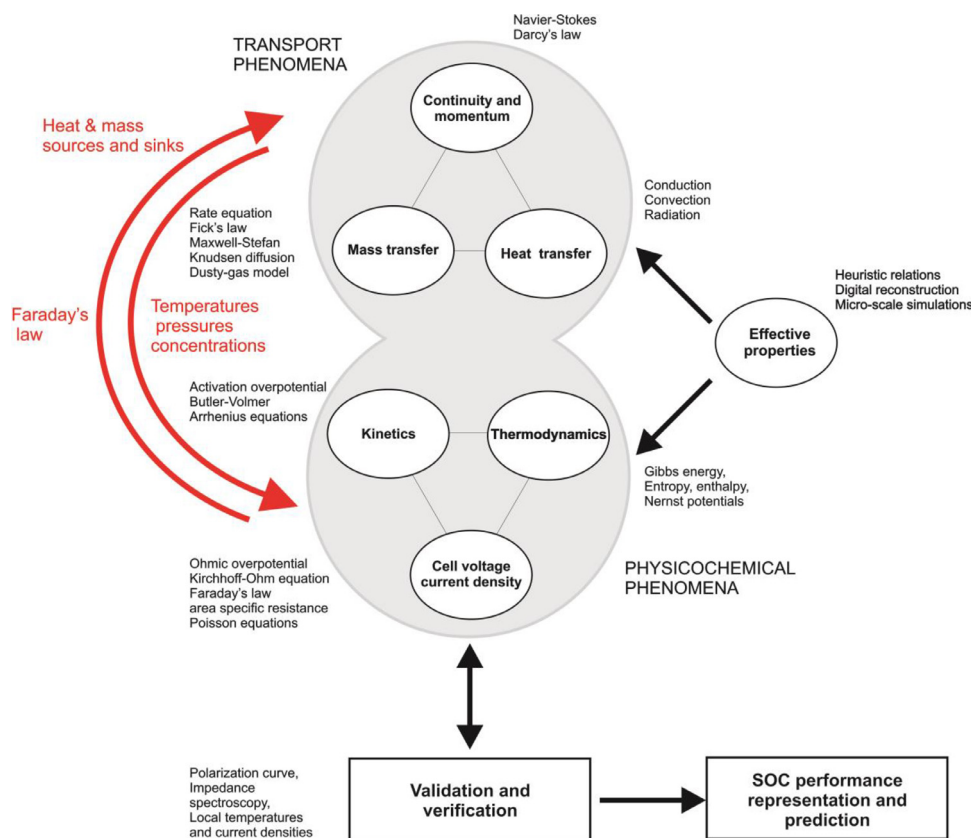 Navier-Stokes
Darcy's law
TRANSPORT
PHENOMENA
Continuity and
momentum
Heat & mass
sources and sinks
Conduction
Convection
Radiation
Rate equation
Fick's law
Maxwell-Stefan
Knudsen diffusion
Dusty-gas model
Mass transfer
Heat transfer
Heuristic relations
Digital reconstruction
Micro-scale simulations
Faraday's
law
Temperatures
pressures
concentrations
Effective
properties
Activation overpotential
Butler-Volmer
Arrhenius equations
Kinetics
Thermodynamics
Gibbs energy,
Entropy, enthalpy,
Nernst potentials
Ohmic overpotential
Kirchhoff-Ohm equation
Faraday's law
area specific resistance
Poisson equations
Cell voltage
current density
PHYSICOCHEMICAL
PHENOMENA
Polarization curve,
Impedance
spectroscopy,
Local temperatures
and current densities
Validation and
verification
SOC performance
representation and
prediction